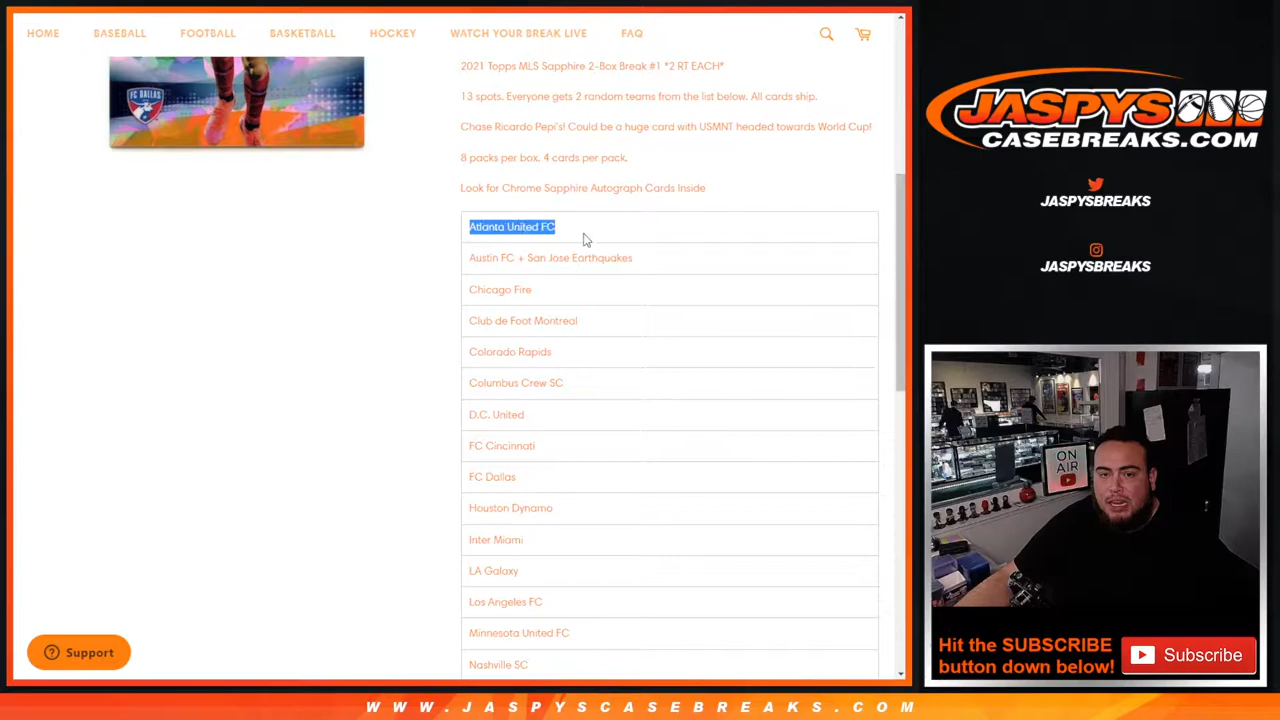 HOME BASEBALL FOOTBALL BASKETBALL HOCKEY WATCH YOUR BREAK LIVE FAQ
FC DALLAS
2021 Topps MLS Sapphire 2-Box Break #1 *2 RT EACH*
13 spots. Everyone gets 2 random teams from the list below. All cards ship.
Chase Ricardo Pepi's! Could be a huge card with USMNT headed towards World Cup!
8 packs per box. 4 cards per pack.
Look for Chrome Sapphire Autograph Cards Inside
Atlanta United FC
Austin FC + San Jose Earthquakes
Chicago Fire
Club de Foot Montreal
Colorado Rapids
Columbus Crew SC
D.C. United
FC Cincinnati
FC Dallas
Houston Dynamo
Inter Miami
LA Galaxy
Los Angeles FC
Minnesota United FC
Nashville SC
Support
JASPYS
CASEBREAKS.COM
JASPYSBREAKS
JASPYSBREAKS
ON
AIR
Hit the SUBSCRIBE
button down below!
Subscribe
WWW.JASPYSCASEBREAKS.COM